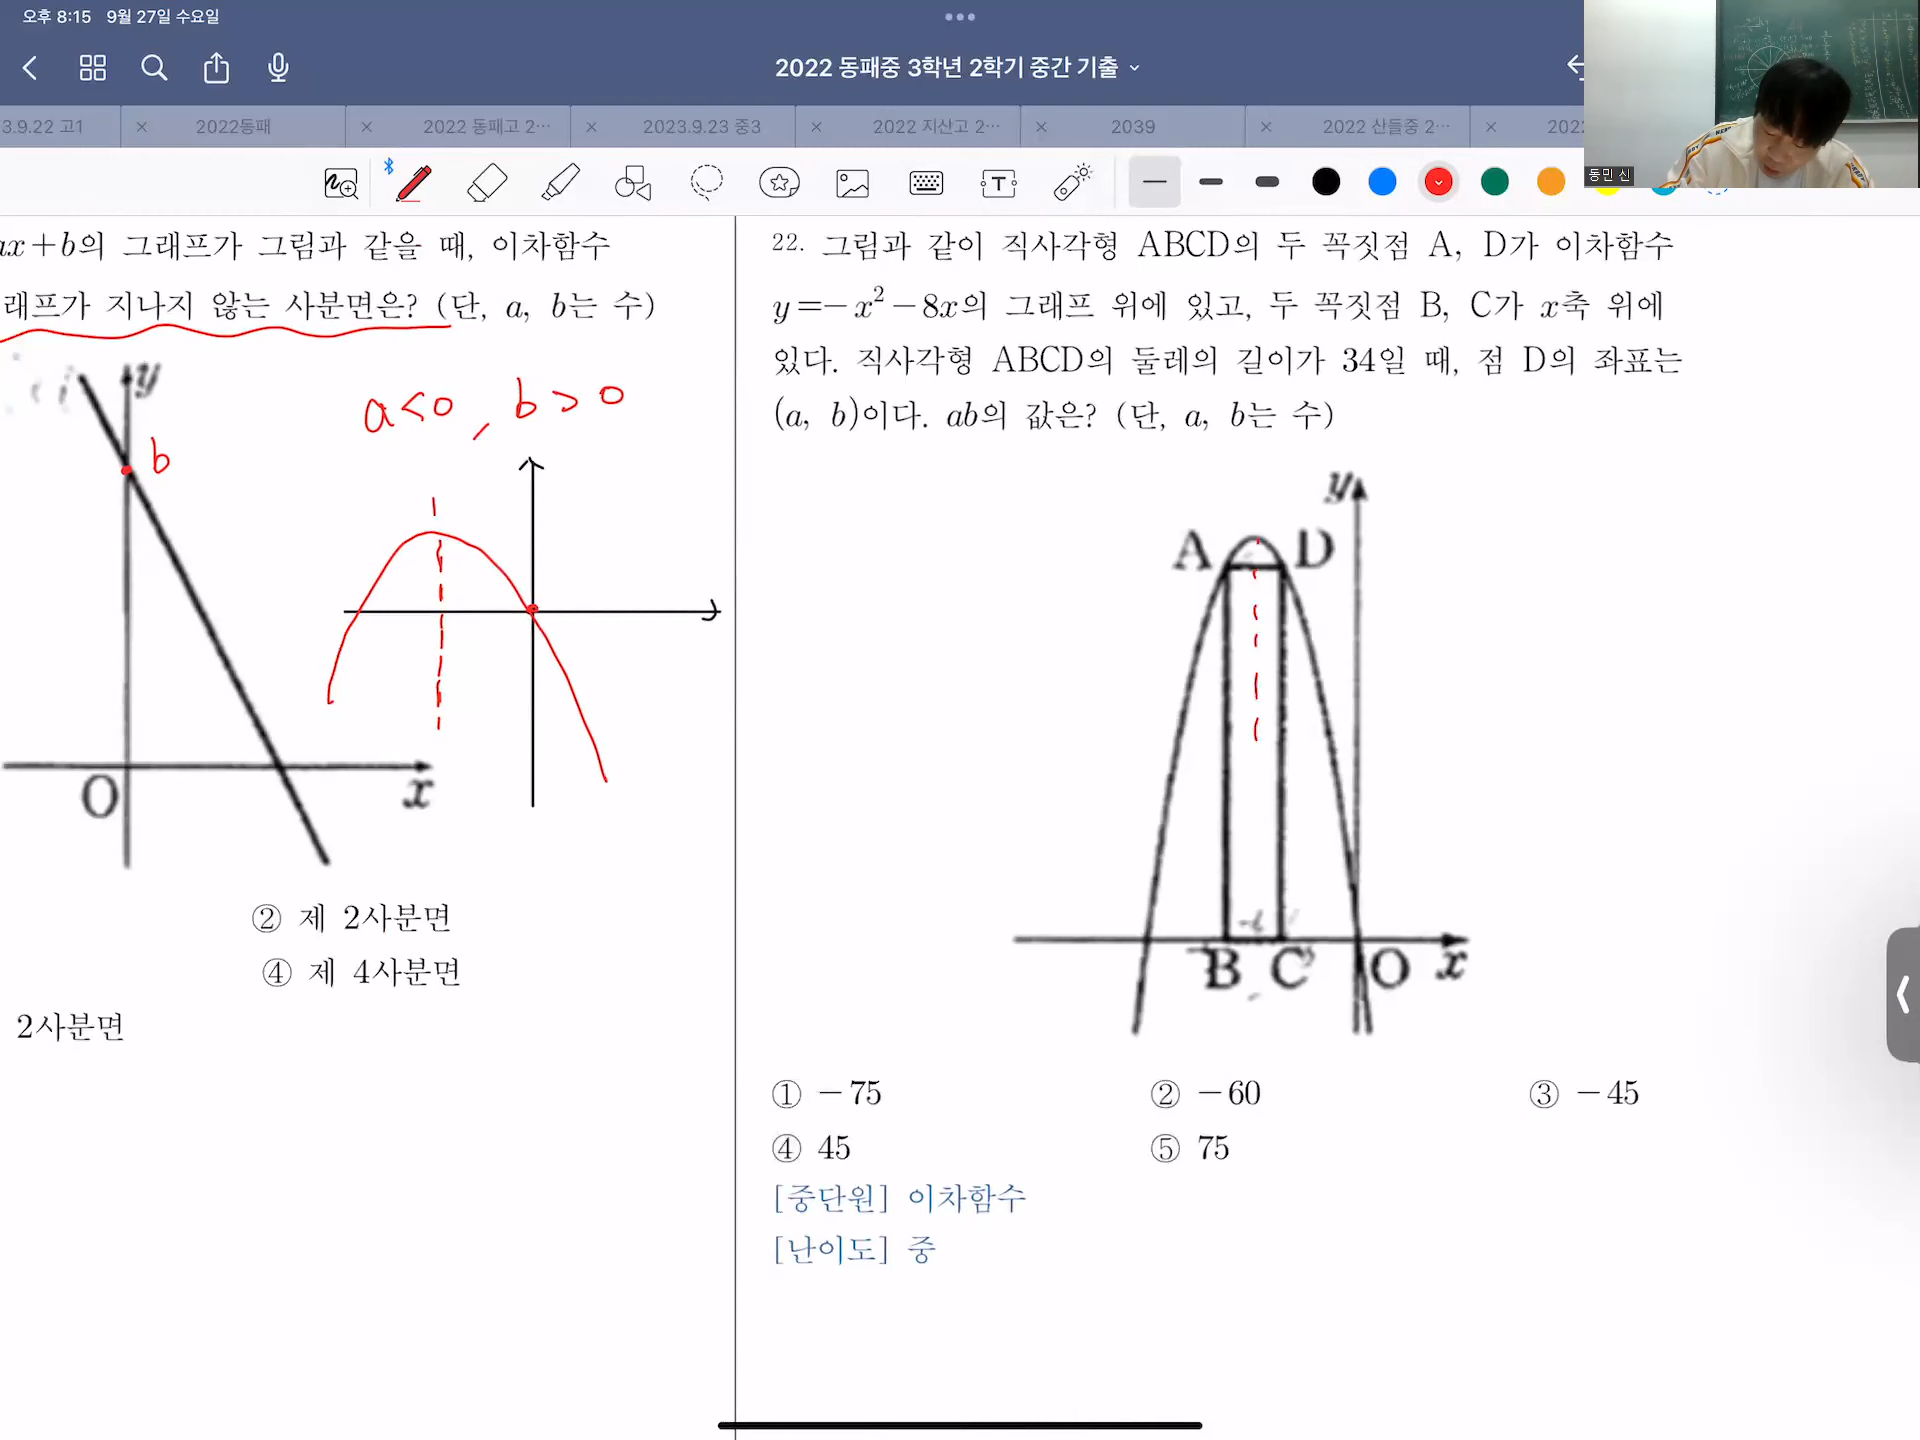 오후 8:15 9월 27일 수요일
2022 동패중 3학년 2학기 중간 기출
3.9.22 고1
2022동패
2022 동패고 2…
2023.9.23 중3
2022 지산고 2…
2039
2022 산들중 2…
202
동민 신
ax+b의 그래프가 그림과 같을 때, 이차함수
래프가 지나지 않는 사분면은? (단, a, b는 수)
y
b
O
x
a<0, b>0
② 제 2사분면
④ 제 4사분면
2사분면
22. 그림과 같이 직사각형 ABCD의 두 꼭짓점 A, D가 이차함수
y=-x²-8x의 그래프 위에 있고, 두 꼭짓점 B, C가 x축 위에
있다. 직사각형 ABCD의 둘레의 길이가 34일 때, 점 D의 좌표는
(a, b)이다. ab의 값은? (단, a, b는 수)
y
A D
B C O x
① -75 ② -60 ③ -45
④ 45 ⑤ 75
[중단원] 이차함수
[난이도] 중